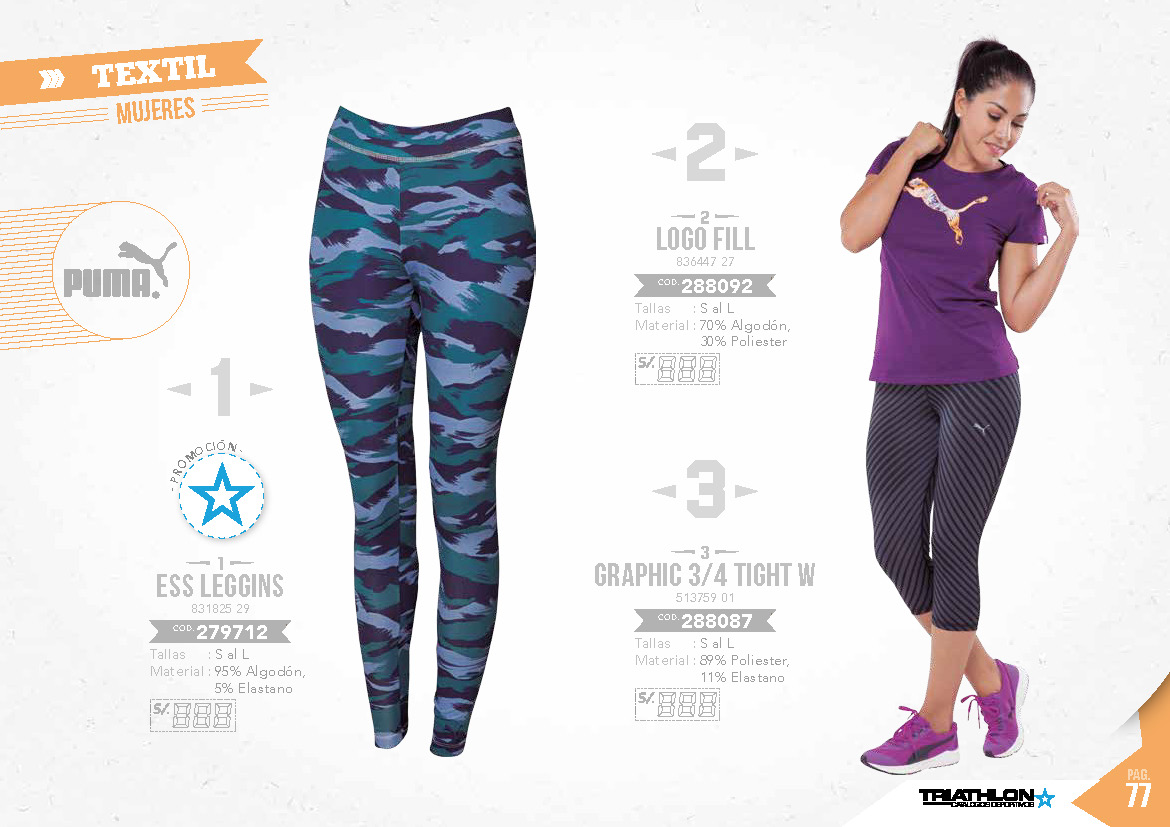 TEXTIL
MUJERES
PUMA.
1
- PROMOCIÓN -
1
ESS LEGGINS
831825 29
COD. 279712
Tallas : S al L
Material : 95% Algodón,
5% Elastano
S/. 888
2
2
LOGO FILL
836447 27
COD. 288092
Tallas : S al L
Material : 70% Algodón,
30% Poliester
S/. 888
3
3
GRAPHIC 3/4 TIGHT W
513759 01
COD. 288087
Tallas : S al L
Material : 89% Poliester,
11% Elastano
S/. 888
TRIATHLON
CATÁLOGOS DEPORTIVOS
PAG.
77